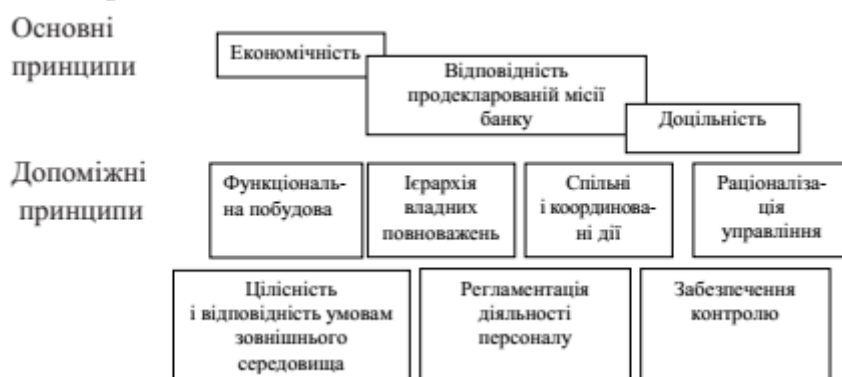 Основні
принципи
Економічність
Відповідність
продекларованій місії
банку
Доцільність
Допоміжні
принципи
Функціональ-
на побудова
Ієрархія
владних
повноважень
Спільні
і координова-
ні дії
Раціоналіза-
ція
управління
Цілісність
і відповідність умовам
зовнішнього
середовища
Регламентація
діяльності
персоналу
Забезпечення
контролю